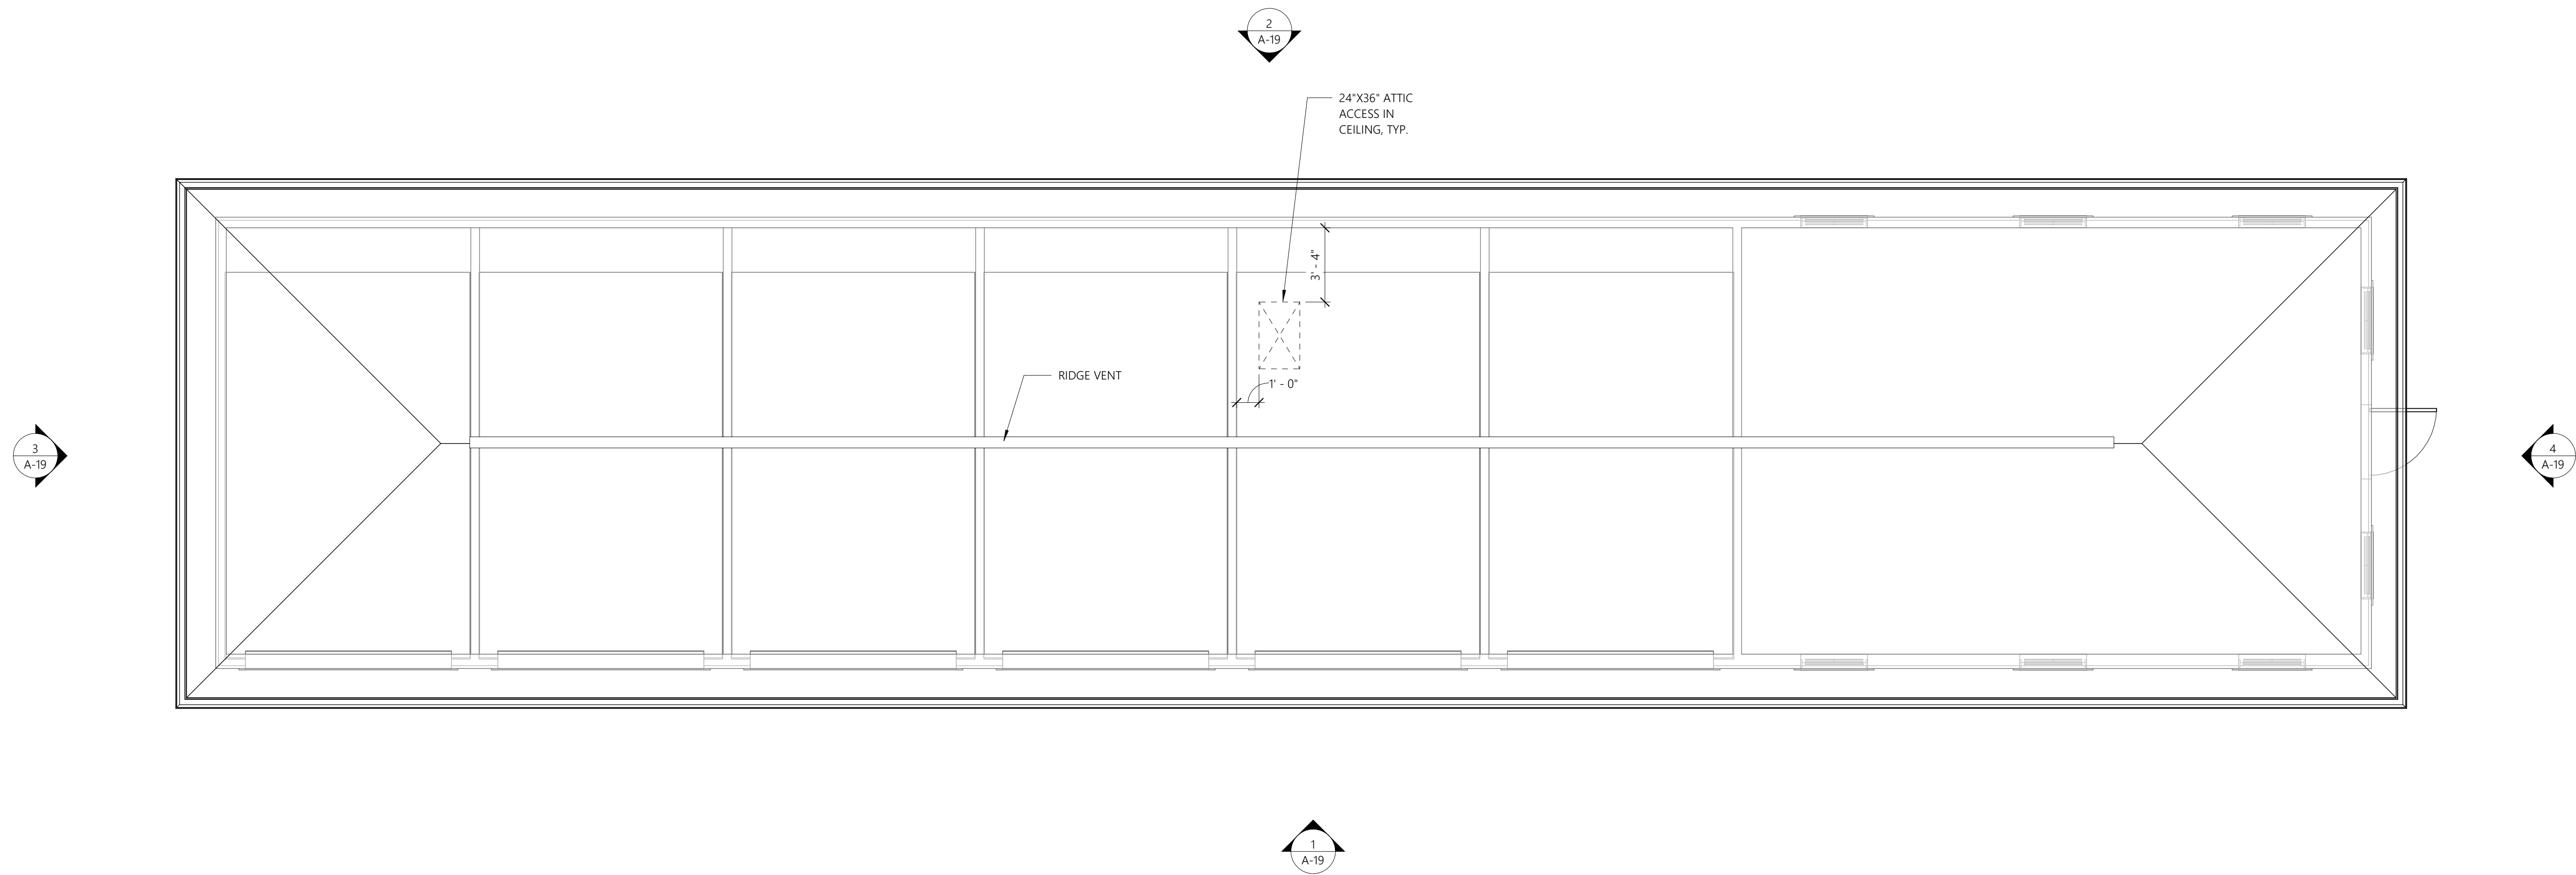 2
A-19
24"X36" ATTIC
ACCESS IN
CEILING, TYP.
3' - 4"
RIDGE VENT
1' - 0"
3
A-19
4
A-19
1
A-19